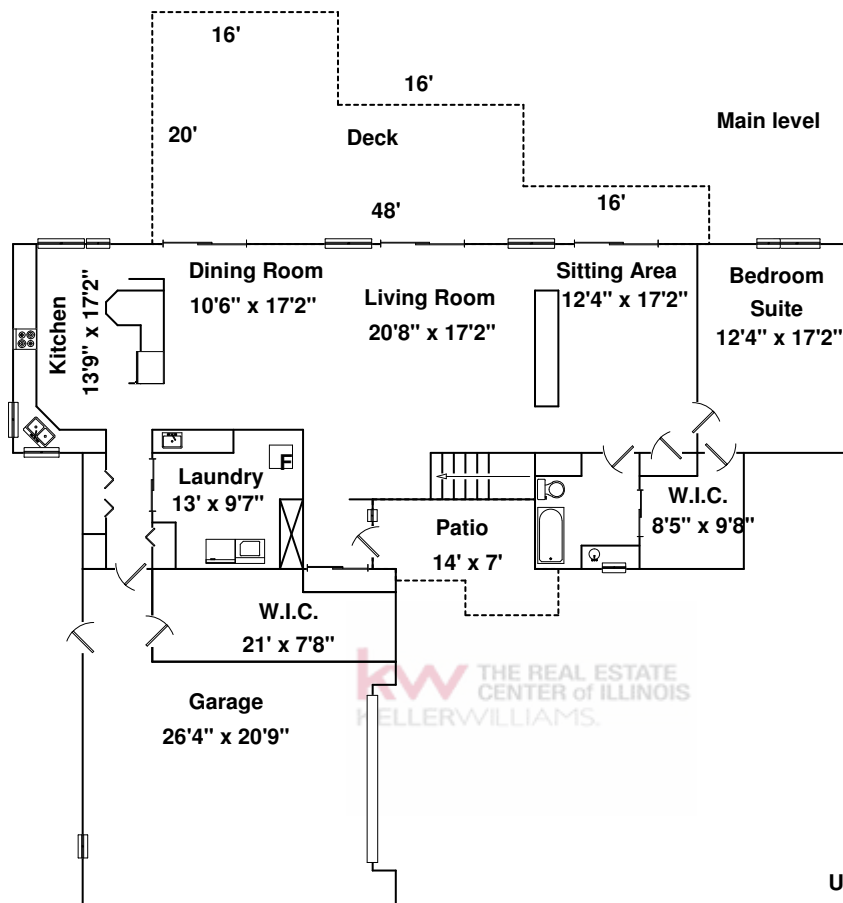 16'
16'
Main level
20'
Deck
48'
16'
Dining Room
10'6" x 17'2"
Living Room
20'8" x 17'2"
Sitting Area
12'4" x 17'2"
Bedroom
Suite
12'4" x 17'2"
Kitchen
13'9" x 17'2"
F
Laundry
13' x 9'7"
W.I.C.
8'5" x 9'8"
Patio
14' x 7'
W.I.C.
21' x 7'8"
kw THE REAL ESTATE
CENTER of ILLINOIS
KELLERWILLIAMS.
Garage
26'4" x 20'9"
U